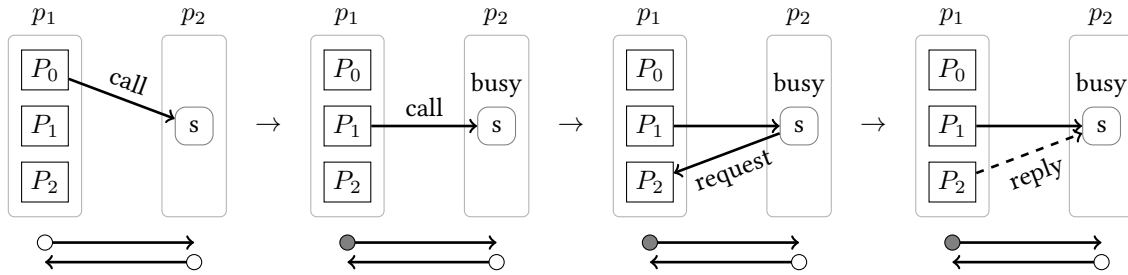 p₁ p₂ p₁ p₂ p₁ p₂ p₁ p₂
P₀ call s
P₁
P₂
→
P₀ busy
P₁ call s
P₂
→
P₀ busy
P₁ s
P₂ request
→
P₀ busy
P₁ s
P₂ reply